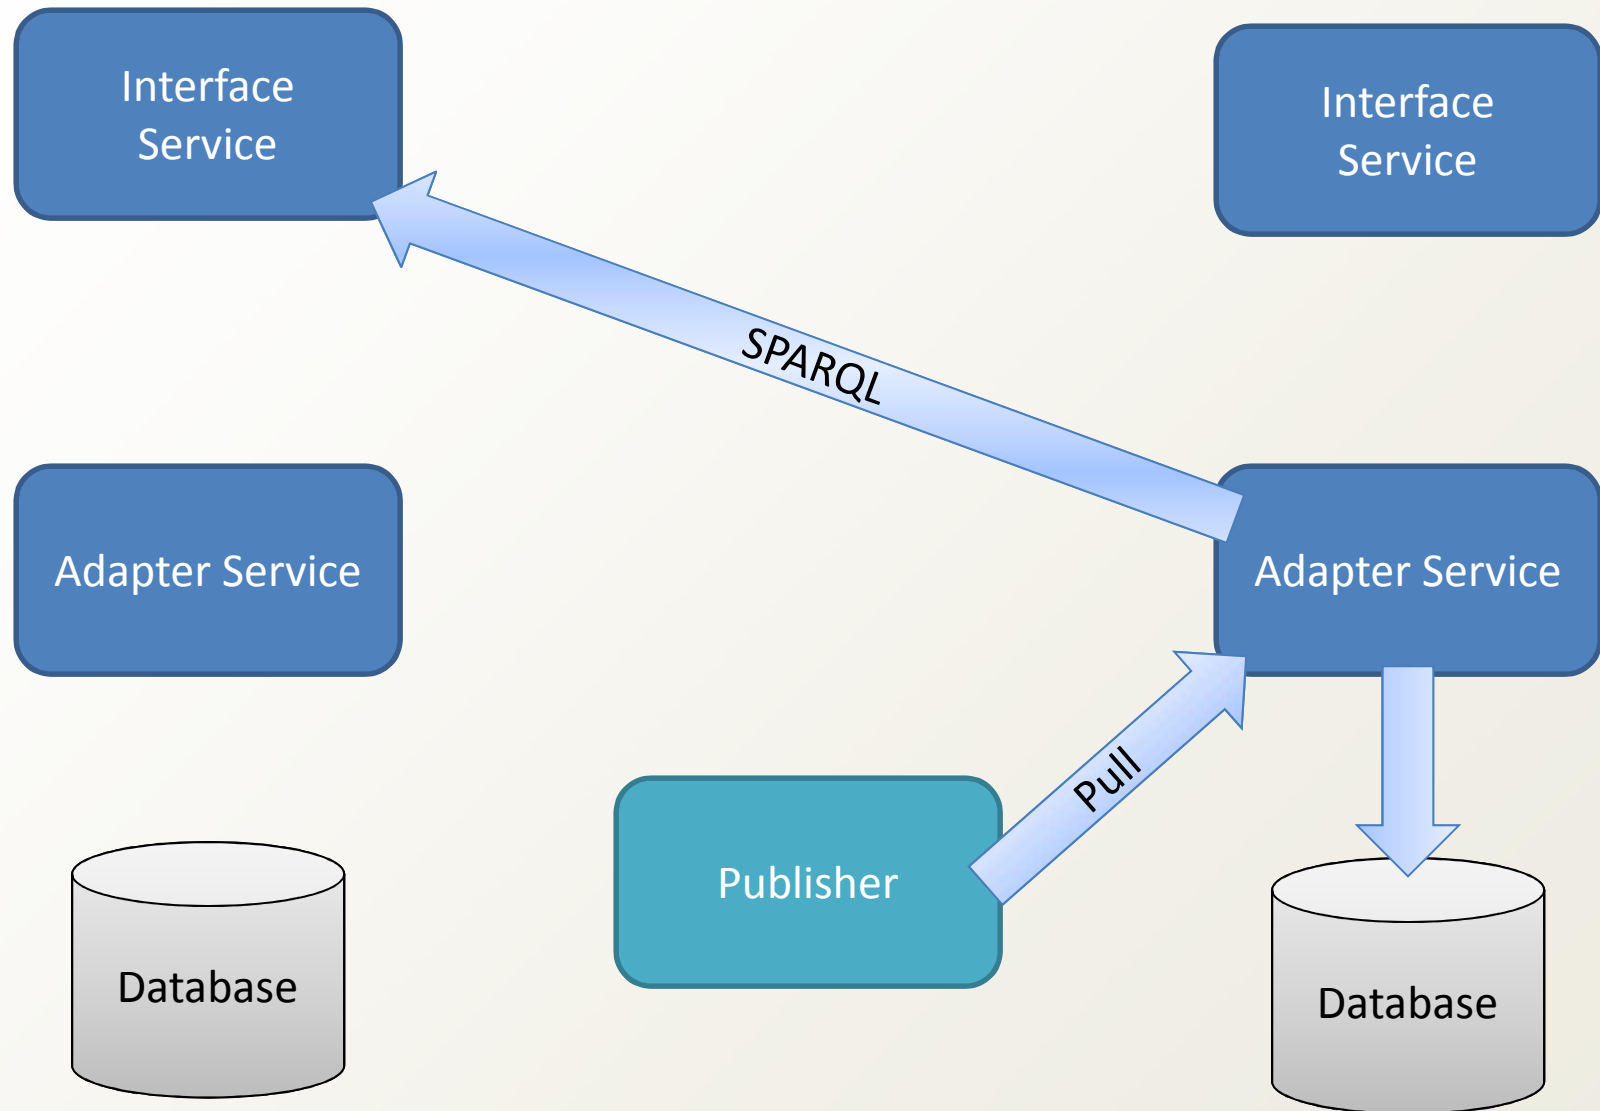 Interface
Service
Interface
Service
SPARQL
Adapter Service
Adapter Service
Pull
Publisher
Database
Database